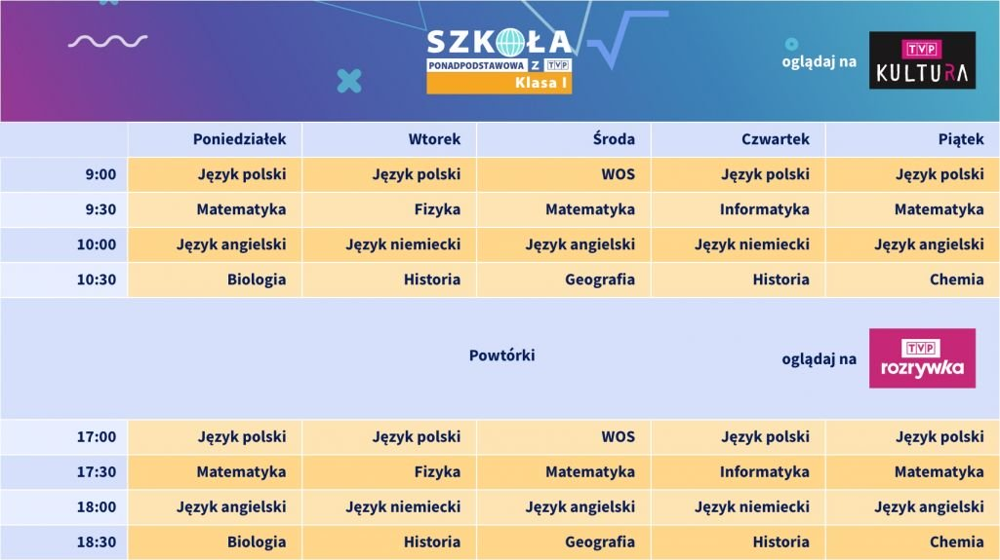 SZKOŁA
PONADPODSTAWOWA Z TVP
Klasa I
oglądaj na TVP KULTURA
Poniedziałek Wtorek Środa Czwartek Piątek
9:00 Język polski Język polski WOS Język polski Język polski
9:30 Matematyka Fizyka Matematyka Informatyka Matematyka
10:00 Język angielski Język niemiecki Język angielski Język niemiecki Język angielski
10:30 Biologia Historia Geografia Historia Chemia
Powtórki oglądaj na TVP rozrywka
17:00 Język polski Język polski WOS Język polski Język polski
17:30 Matematyka Fizyka Matematyka Informatyka Matematyka
18:00 Język angielski Język niemiecki Język angielski Język niemiecki Język angielski
18:30 Biologia Historia Geografia Historia Chemia